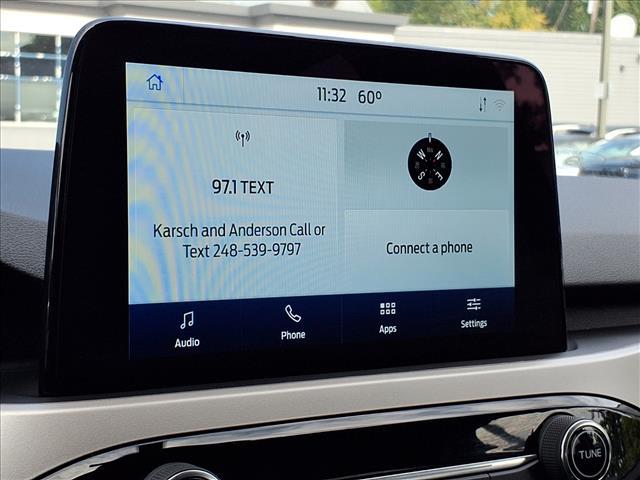 11:32 60°
97.1 TEXT
Karsch and Anderson Call or
Text 248-539-9797
N
E
S
W
Connect a phone
Audio
Phone
Apps
Settings
TUNE